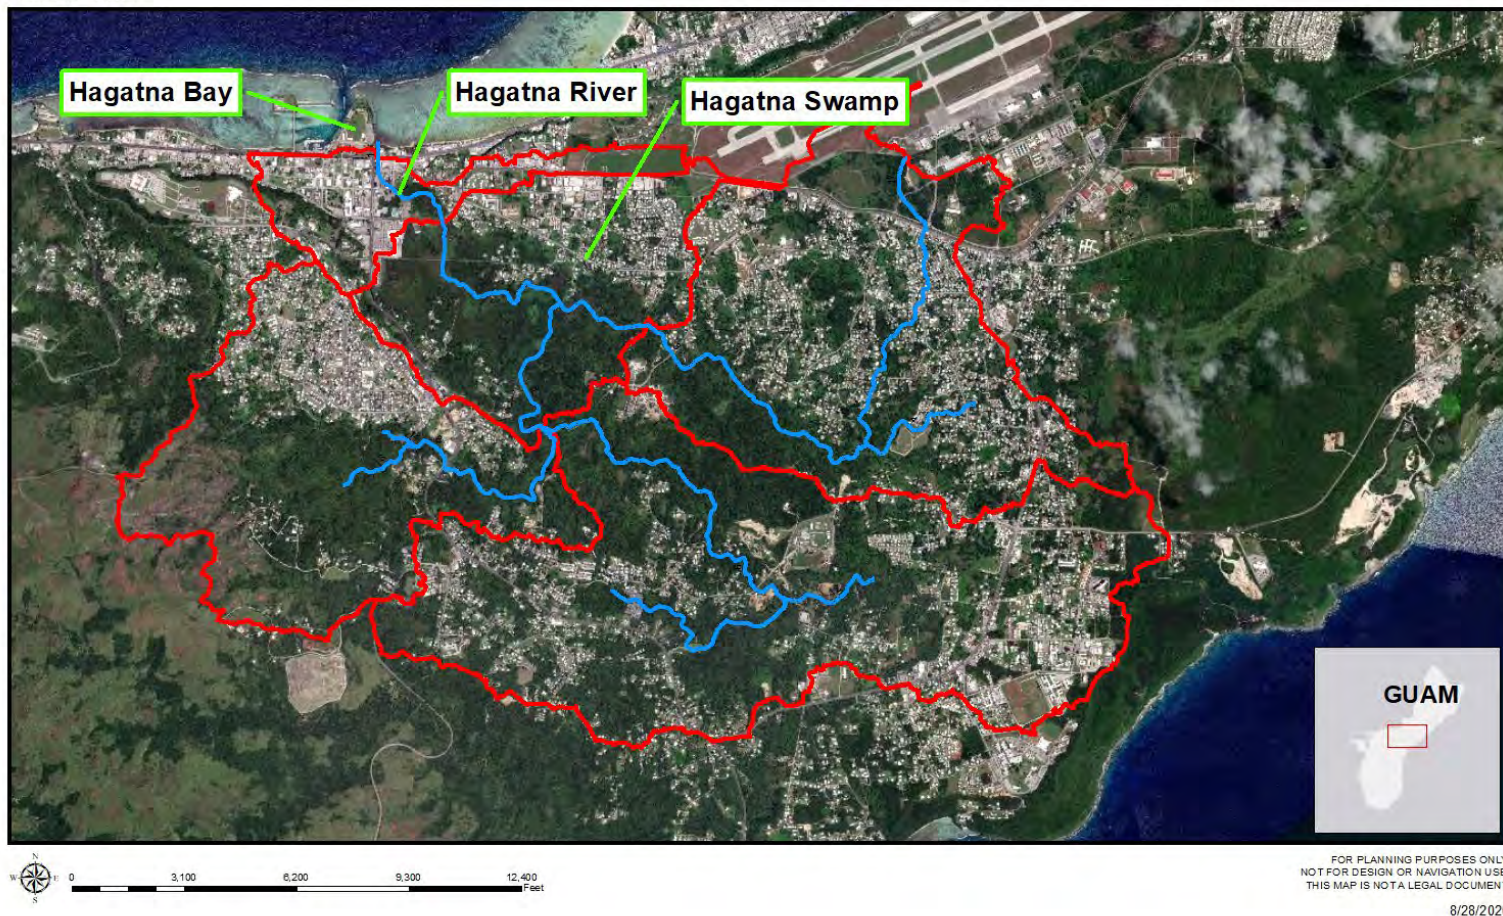 Hagatna Bay
Hagatna River
Hagatna Swamp
GUAM
N
W
E
S
0 3,100 6,200 9,300 12,400
Feet
FOR PLANNING PURPOSES ONLY
NOT FOR DESIGN OR NAVIGATION USE
THIS MAP IS NOT A LEGAL DOCUMEN
8/28/202